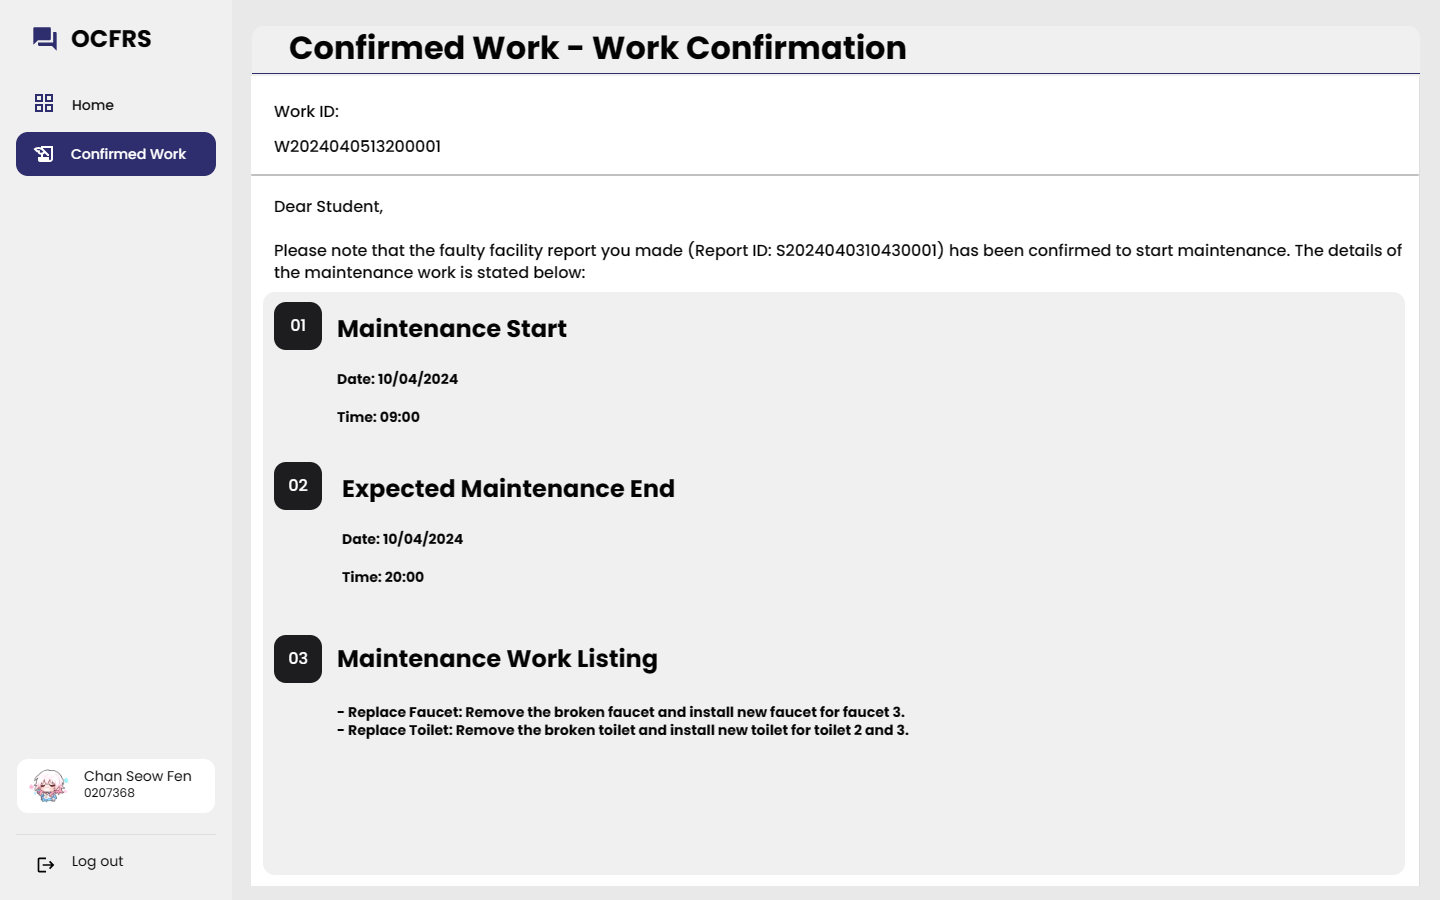 OCFRS
Home
Confirmed Work
Confirmed Work - Work Confirmation
Work ID:
W2024040513200001
Dear Student,
Please note that the faulty facility report you made (Report ID: S2024040310430001) has been confirmed to start maintenance. The details of
the maintenance work is stated below:
01
Maintenance Start
Date: 10/04/2024
Time: 09:00
02
Expected Maintenance End
Date: 10/04/2024
Time: 20:00
03
Maintenance Work Listing
- Replace Faucet: Remove the broken faucet and install new faucet for faucet 3.
- Replace Toilet: Remove the broken toilet and install new toilet for toilet 2 and 3.
Chan Seow Fen
0207368
Log out